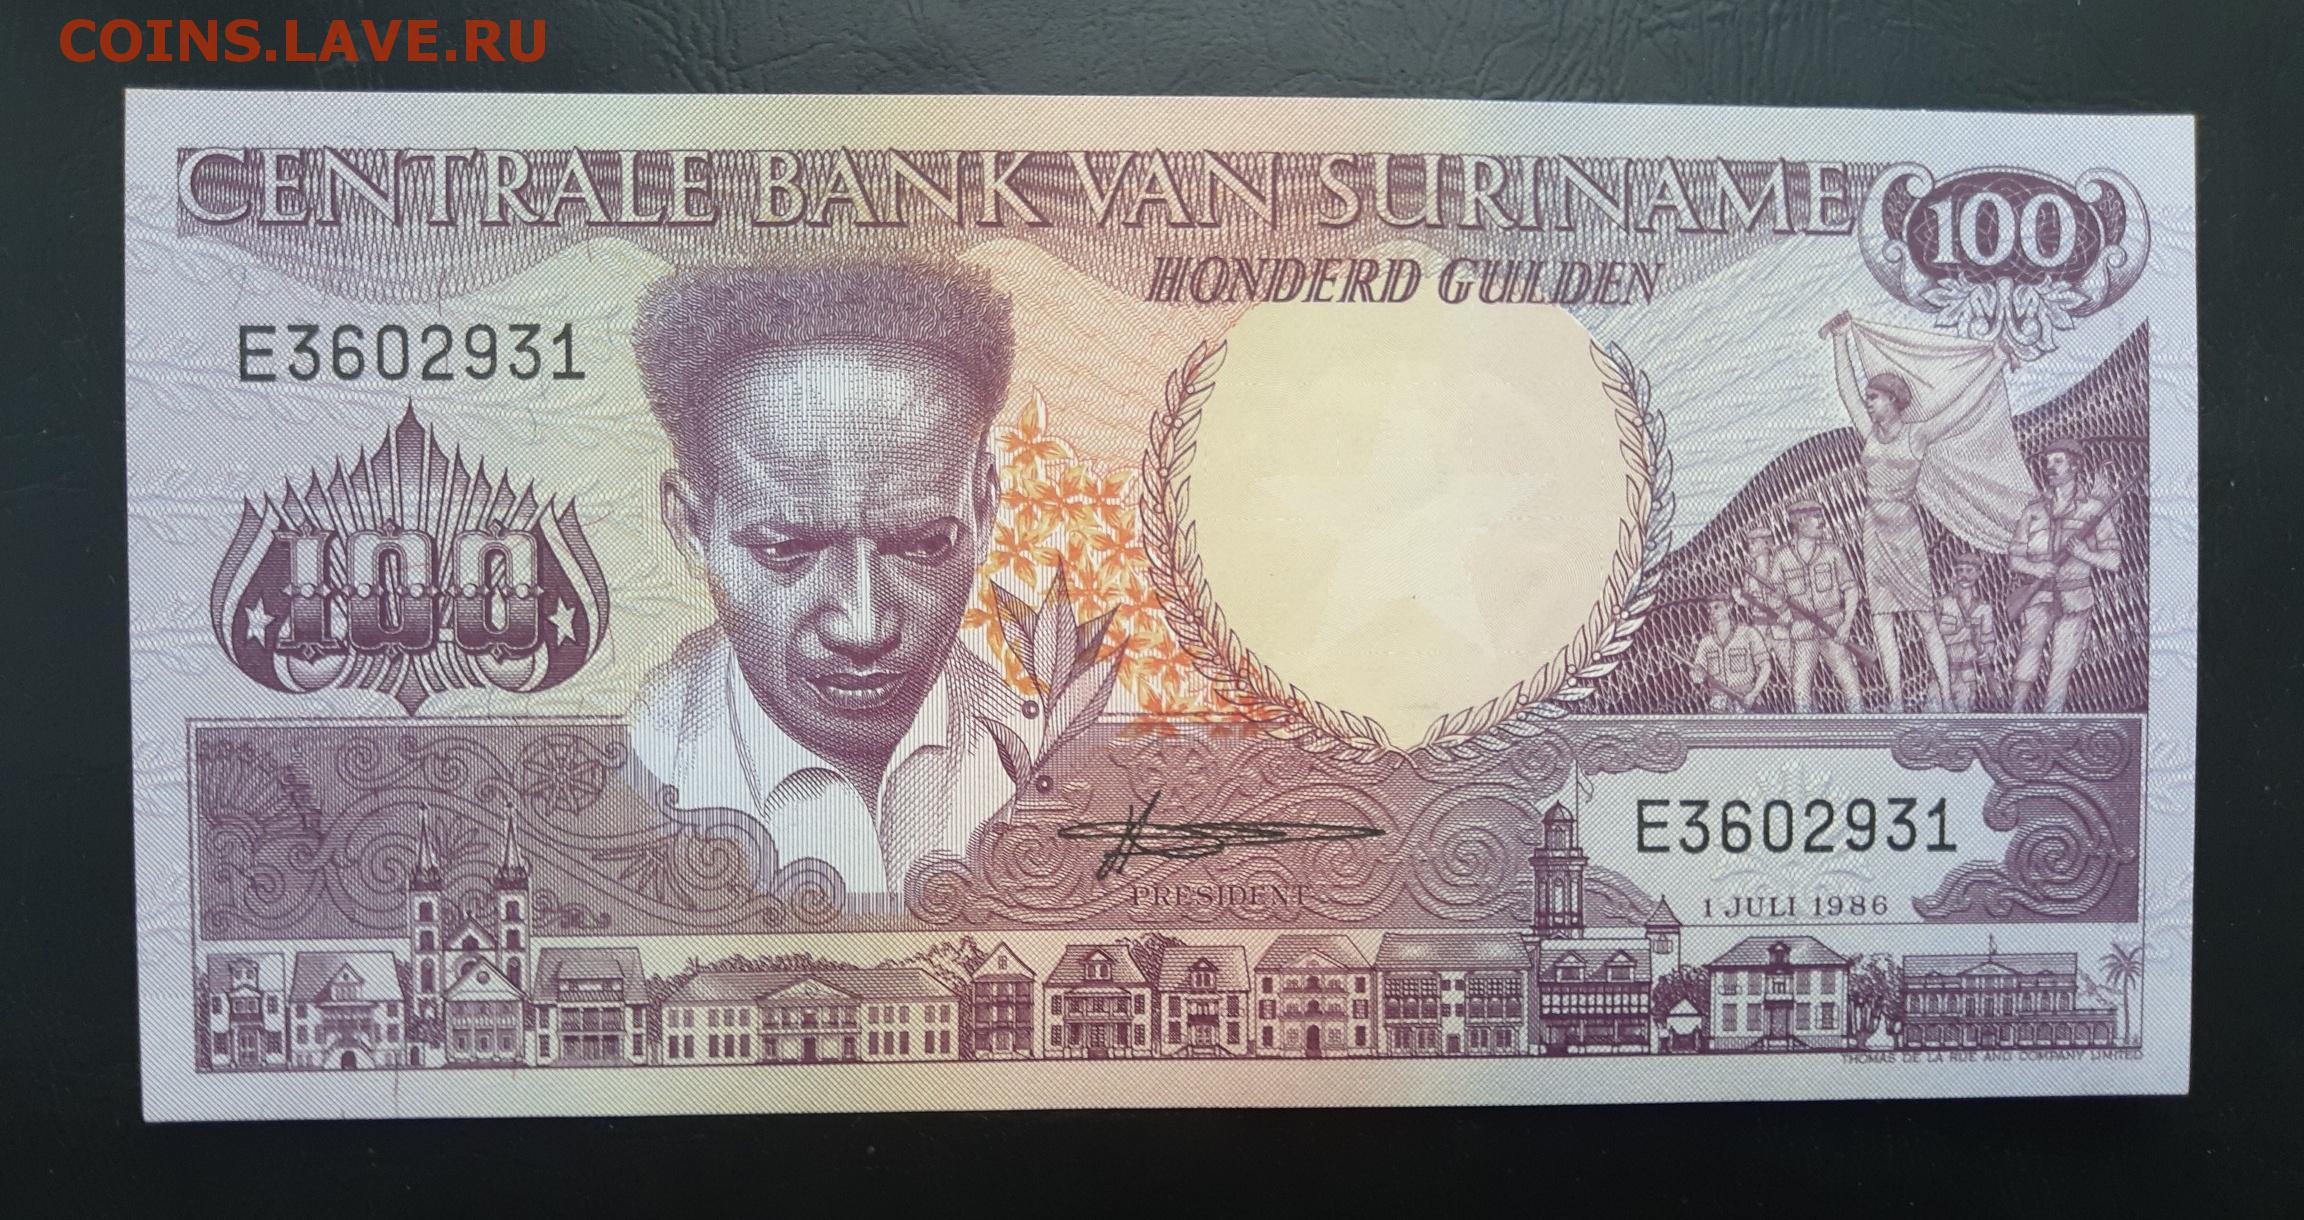 COINS.LAVE.RU
CENTRALE BANK VAN SURINAME
100
HONDERD GULDEN
E3602931
100
E3602931
PRESIDENT
1 JULI 1986
THOMAS DE LA RUE AND COMPANY LIMITED